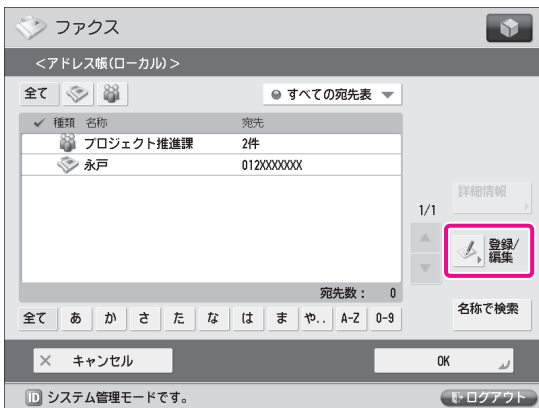 ファクス
＜アドレス帳(ローカル)＞
全て
すべての宛先表
種類 名称 宛先
プロジェクト推進課 2件
永戸 012XXXXXXX
1/1
詳細情報
登録/
編集
宛先数： 0
全て あ か さ た な は ま や.. A-Z 0-9
名称で検索
キャンセル OK
ID システム管理モードです。 ログアウト